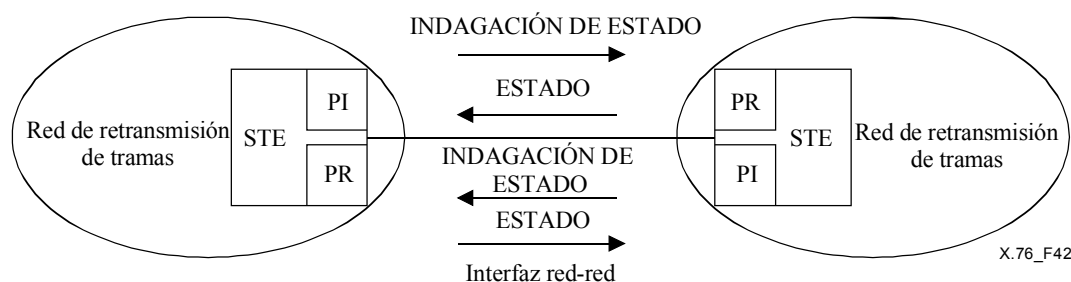 INDAGACIÓN DE ESTADO
ESTADO
PI
PR
Red de retransmisión
de tramas
STE
STE
Red de retransmisión
de tramas
PR
PI
INDAGACIÓN DE
ESTADO
ESTADO
Interfaz red-red
X.76_F42